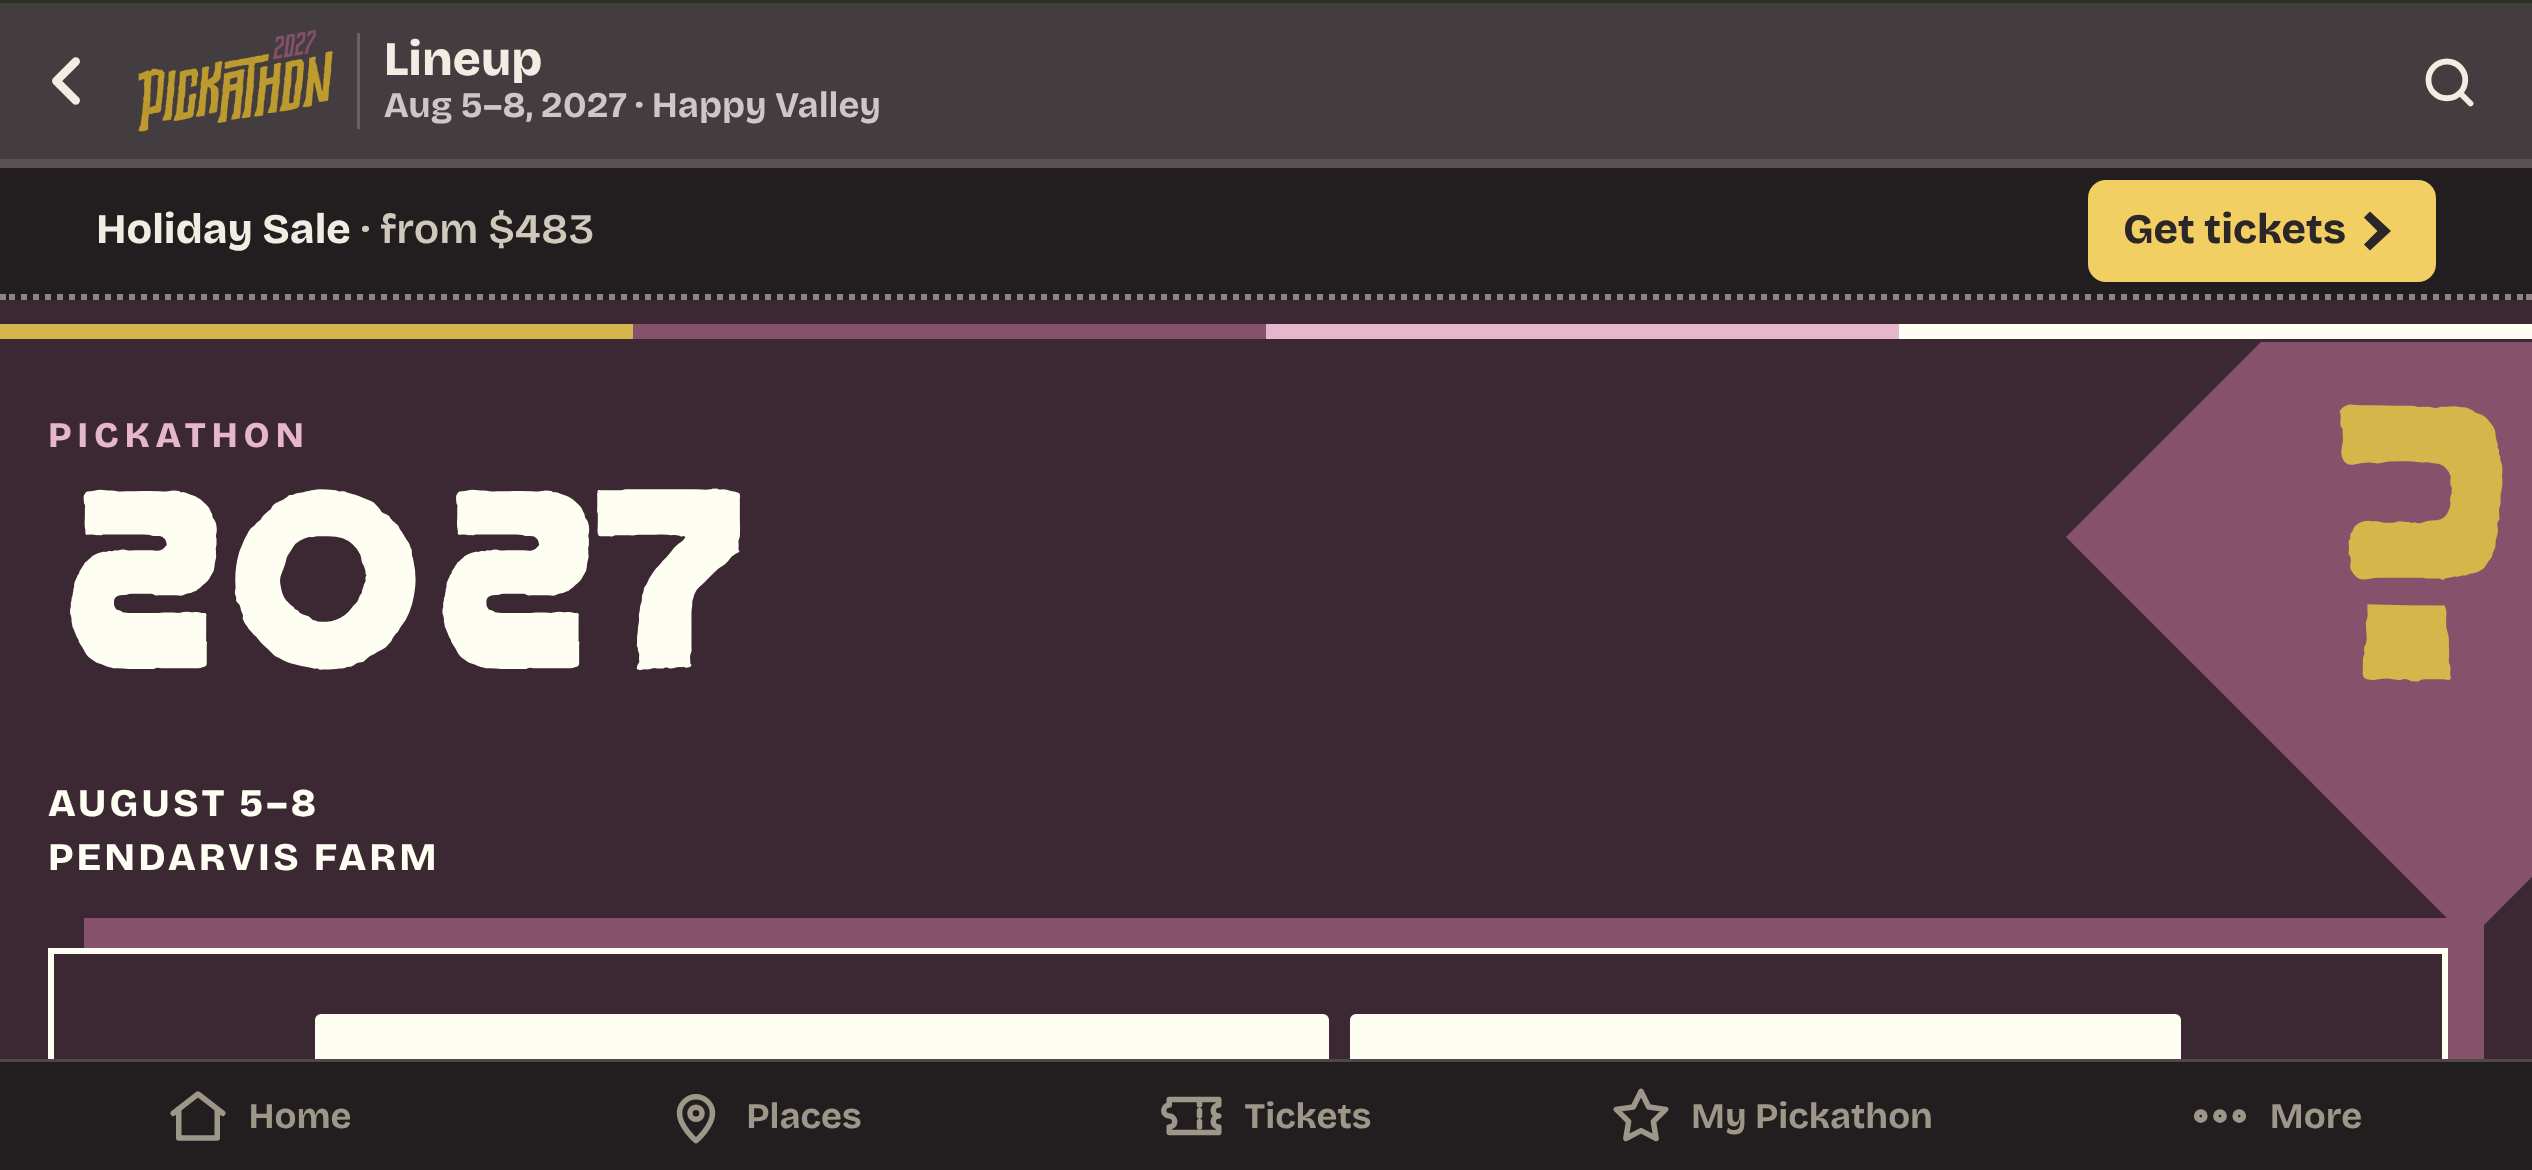 2027
PICKATHON
Lineup
Aug 5–8, 2027 · Happy Valley
Holiday Sale · from $483
Get tickets
PICKATHON
2027
?
AUGUST 5–8
PENDARVIS FARM
Home
Places
Tickets
My Pickathon
More